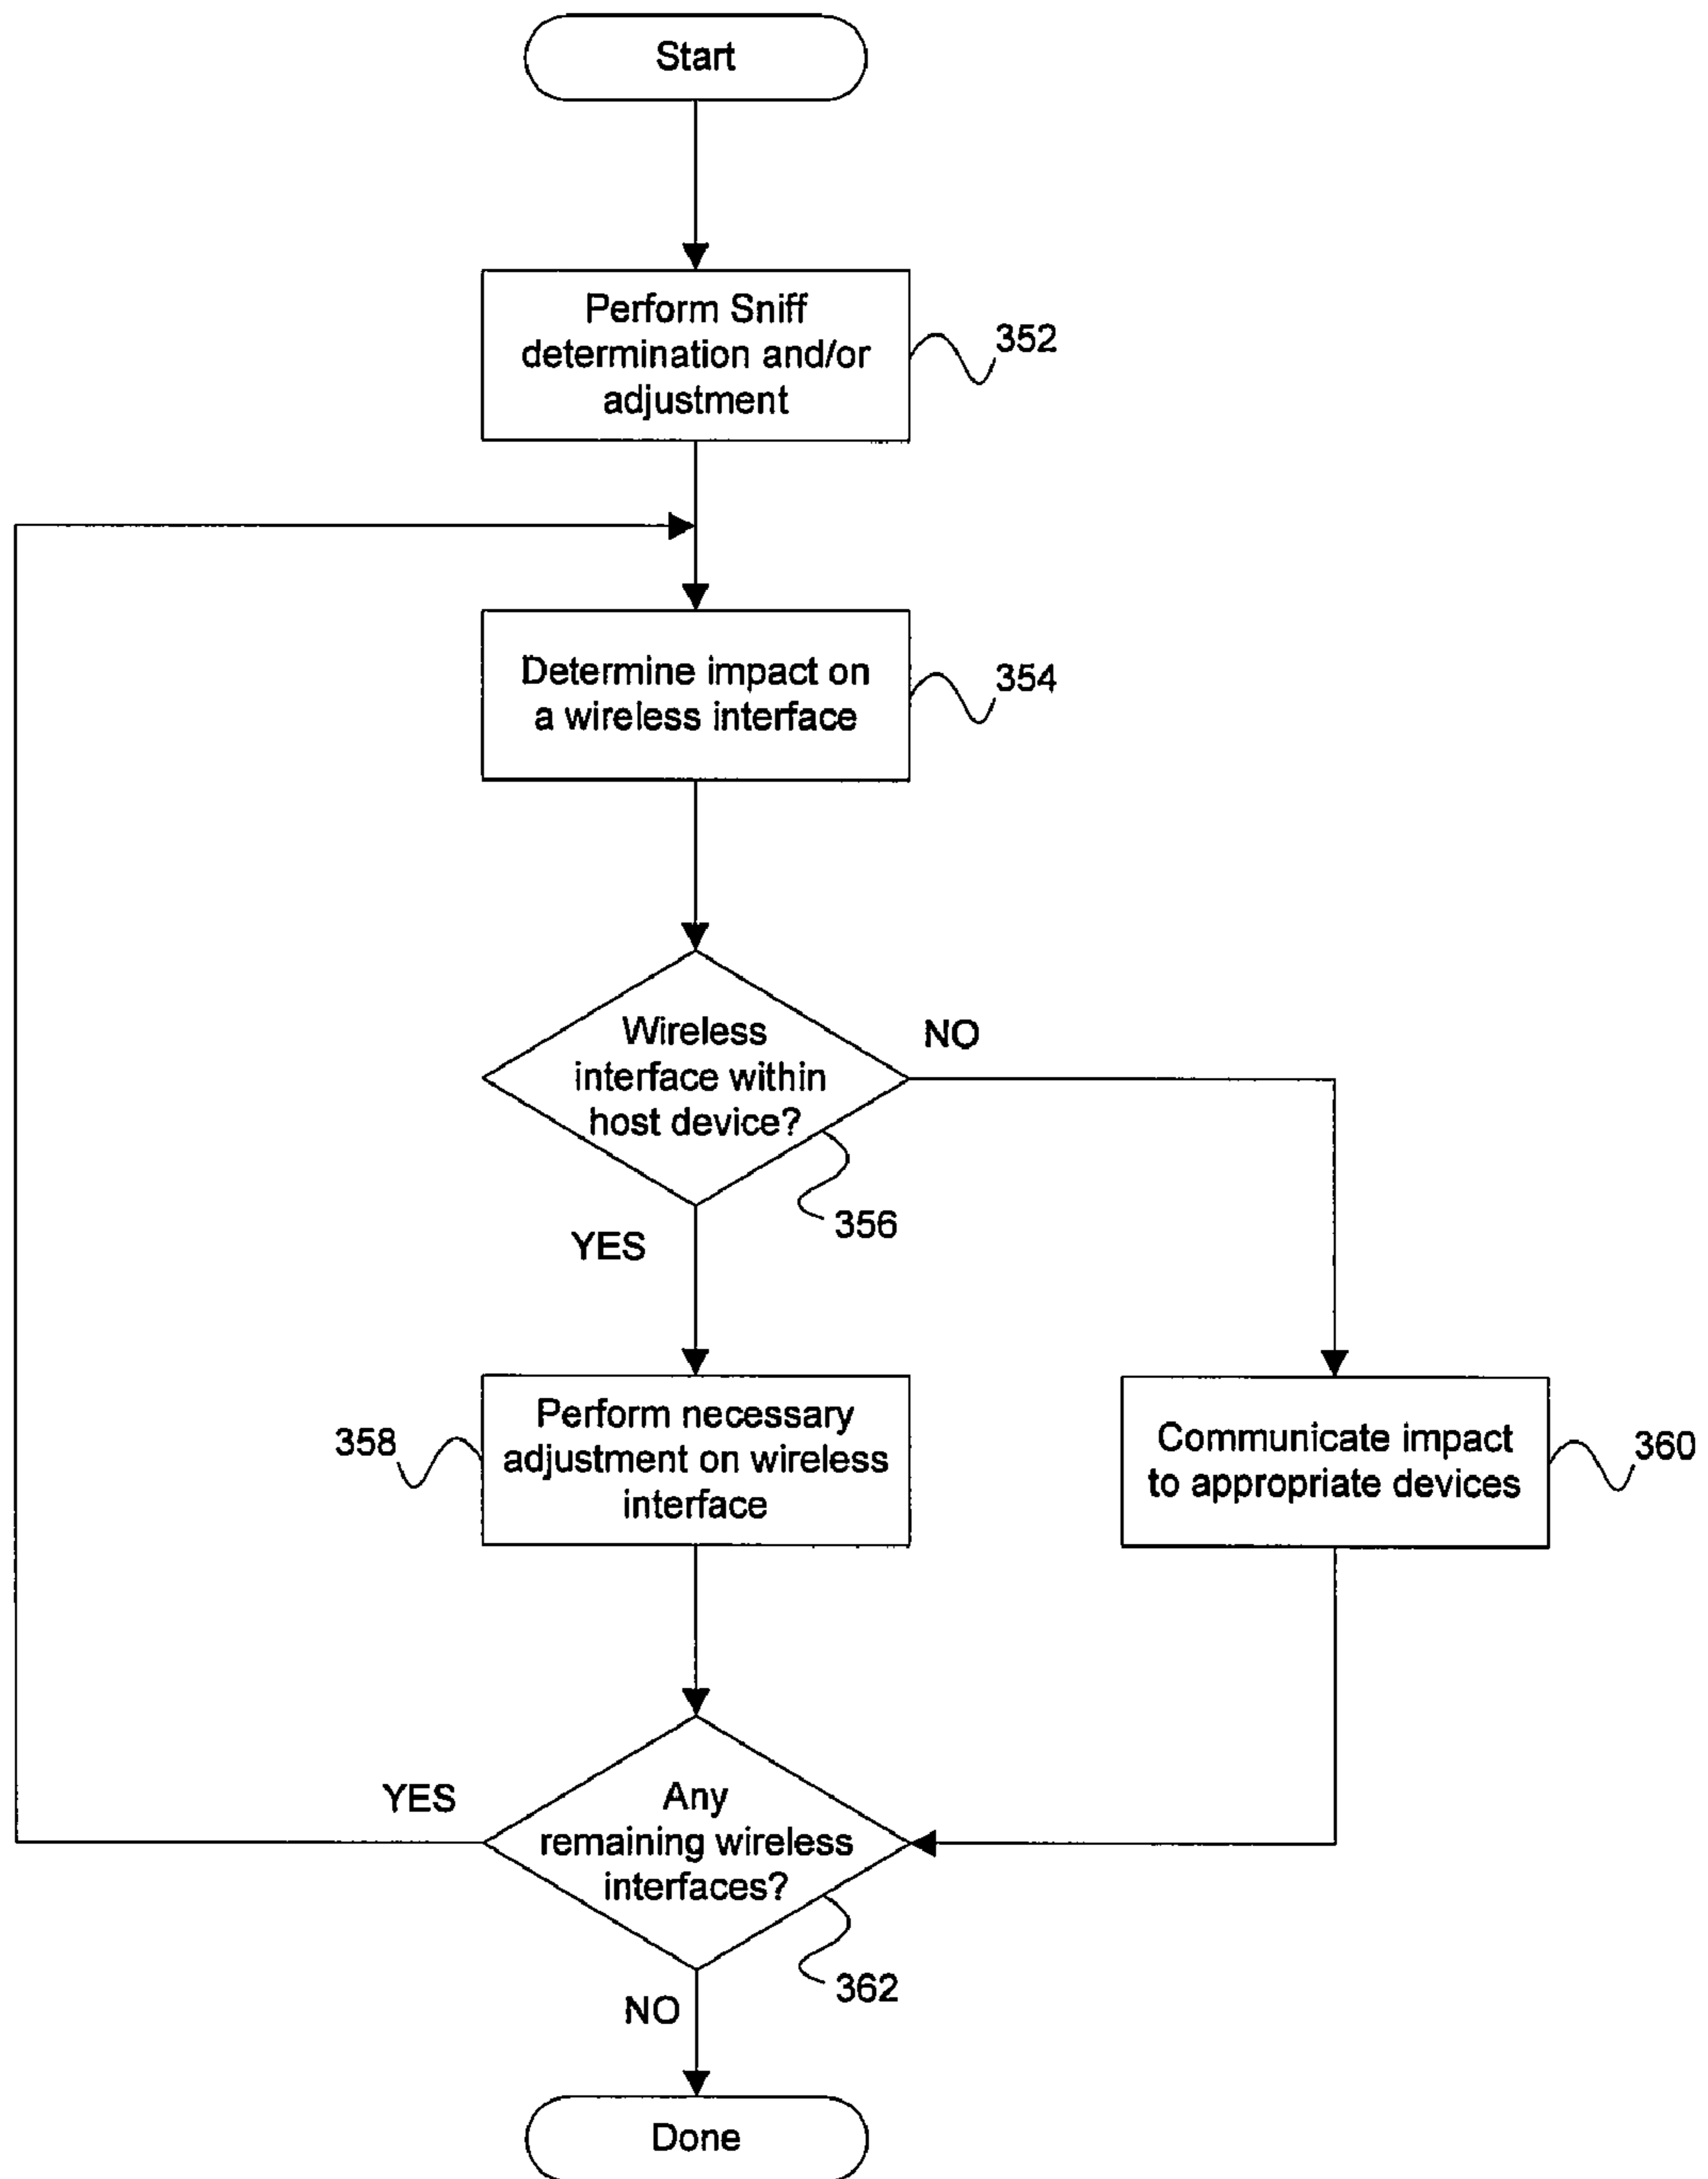 Start
Perform Sniff
determination and/or
adjustment
352
Determine impact on
a wireless interface
354
Wireless
interface within
host device?
NO
356
YES
Perform necessary
adjustment on wireless
interface
358
Communicate impact
to appropriate devices
360
Any
remaining wireless
interfaces?
YES
362
NO
Done